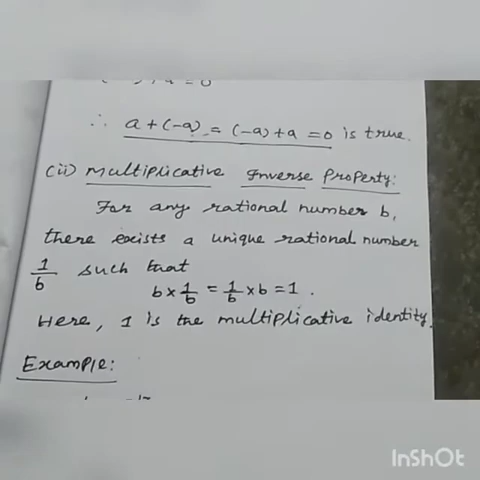 ∴ a + (-a) = (-a) + a = 0 is true.
(ii) Multiplicative Inverse Property:
For any rational number b,
there exists a unique rational number
1/b such that
b × 1/b = 1/b × b = 1.
Here, 1 is the multiplicative identity.
Example:
InShOt